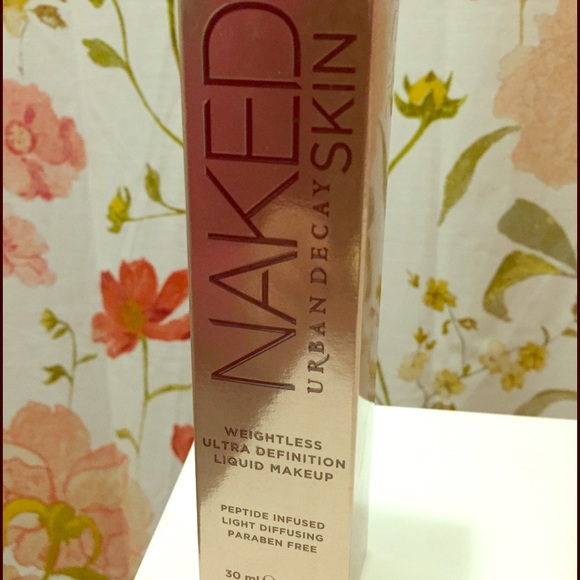 NAKED
SKIN
URBAN DECAY
WEIGHTLESS
ULTRA DEFINITION
LIQUID MAKEUP
PEPTIDE INFUSED
LIGHT DIFFUSING
PARABEN FREE
30 ml